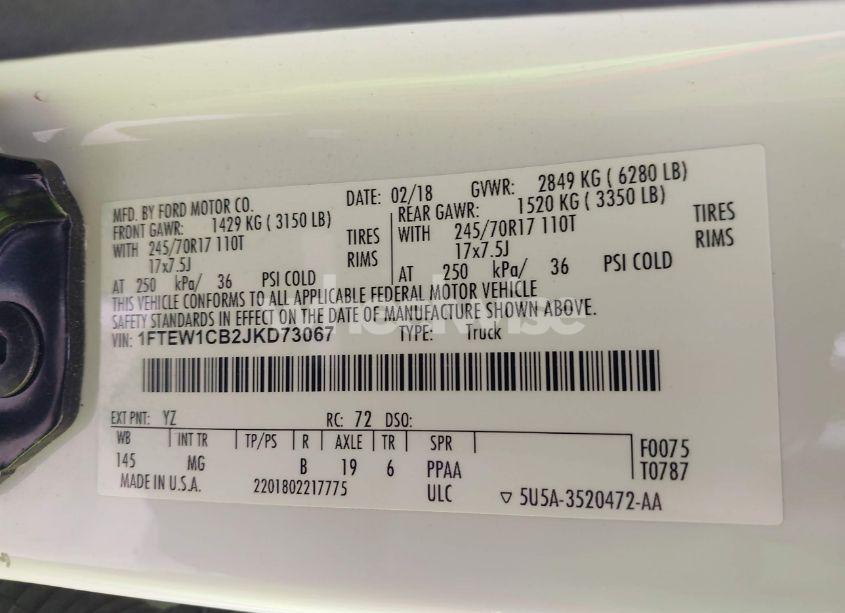 MFD. BY FORD MOTOR CO. DATE: 02/18 GVWR: 2849 KG ( 6280 LB)
FRONT GAWR: 1429 KG ( 3150 LB) REAR GAWR: 1520 KG ( 3350 LB)
WITH 245/70R17 110T TIRES WITH 245/70R17 110T TIRES
17x7.5J RIMS 17x7.5J RIMS
AT 250 kPa/ 36 PSI COLD AT 250 kPa/ 36 PSI COLD
THIS VEHICLE CONFORMS TO ALL APPLICABLE FEDERAL MOTOR VEHICLE
SAFETY STANDARDS IN EFFECT ON THE DATE OF MANUFACTURE SHOWN ABOVE.
VIN: 1FTEW1CB2JKD73067 TYPE: Truck
EXT PNT: YZ RC: 72 DSO:
WB INT TR TP/PS R AXLE TR SPR F0075
145 MG B 19 6 PPAA T0787
MADE IN U.S.A. 2201802217775 ULC ▽ 5U5A-3520472-AA